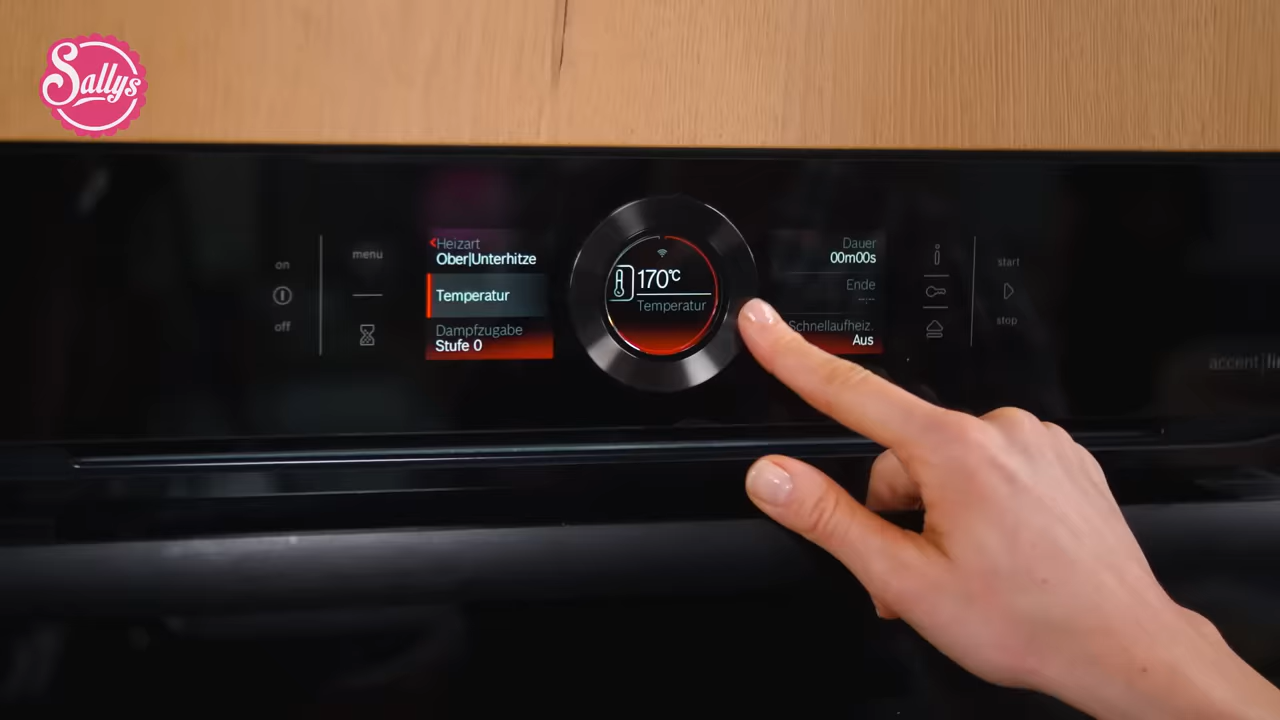 Sallys
on
off
menu
Heizart
Ober|Unterhitze
Temperatur
Dampfzugabe
Stufe 0
170°C
Temperatur
Dauer
00m00s
Ende
--:--
Schnellaufheiz.
Aus
i
start
stop
accent|